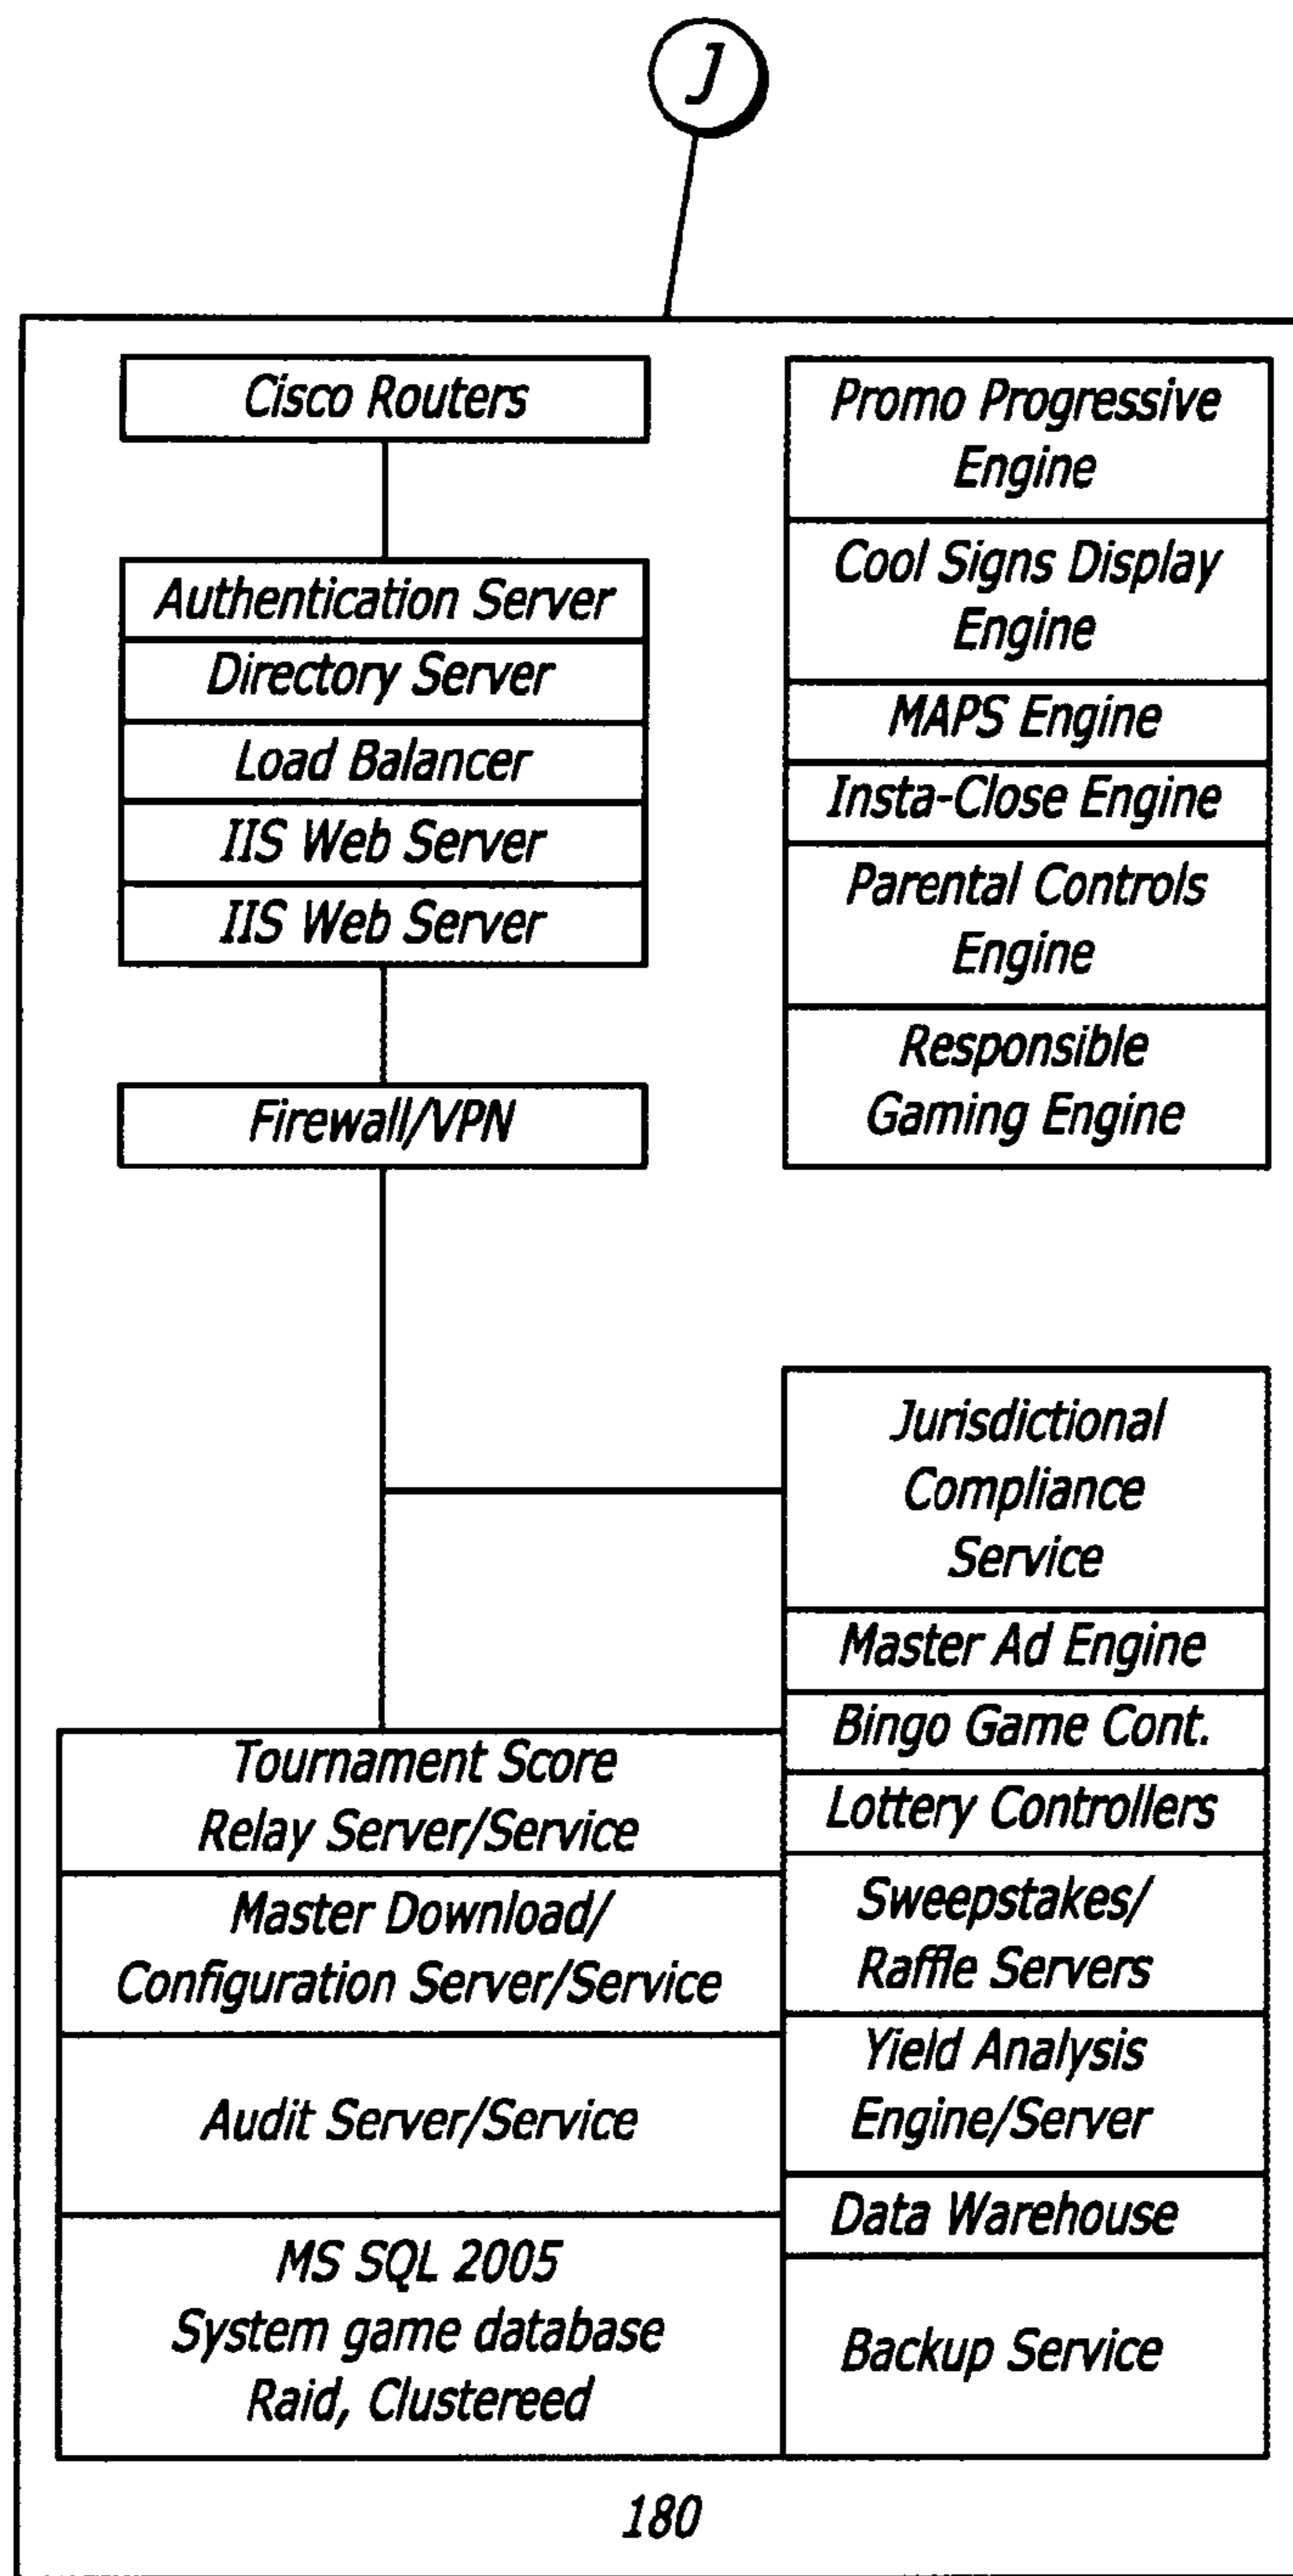 J
Cisco Routers
Authentication Server
Directory Server
Load Balancer
IIS Web Server
IIS Web Server
Firewall/VPN
Promo Progressive
Engine
Cool Signs Display
Engine
MAPS Engine
Insta-Close Engine
Parental Controls
Engine
Responsible
Gaming Engine
Tournament Score
Relay Server/Service
Master Download/
Configuration Server/Service
Audit Server/Service
MS SQL 2005
System game database
Raid, Clustereed
Jurisdictional
Compliance
Service
Master Ad Engine
Bingo Game Cont.
Lottery Controllers
Sweepstakes/
Raffle Servers
Yield Analysis
Engine/Server
Data Warehouse
Backup Service
180